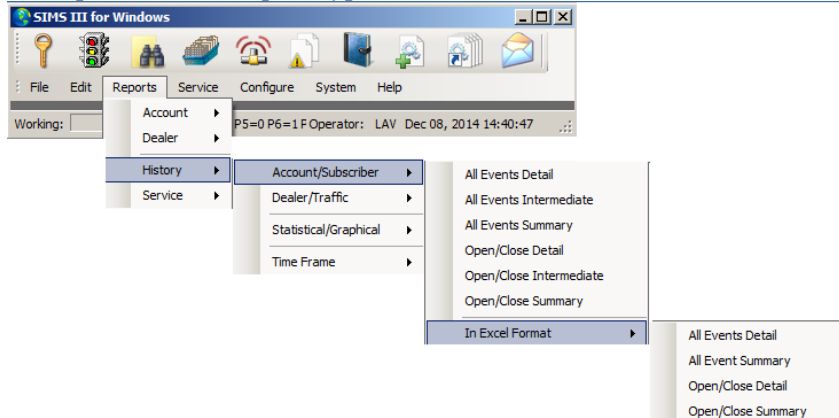 SIMS III for Windows
File Edit Reports Service Configure System Help
Working: P5=0 P6=1 F Operator: LAV Dec 08, 2014 14:40:47
Account
Dealer
History
Service
Account/Subscriber
Dealer/Traffic
Statistical/Graphical
Time Frame
All Events Detail
All Events Intermediate
All Events Summary
Open/Close Detail
Open/Close Intermediate
Open/Close Summary
In Excel Format
All Events Detail
All Event Summary
Open/Close Detail
Open/Close Summary